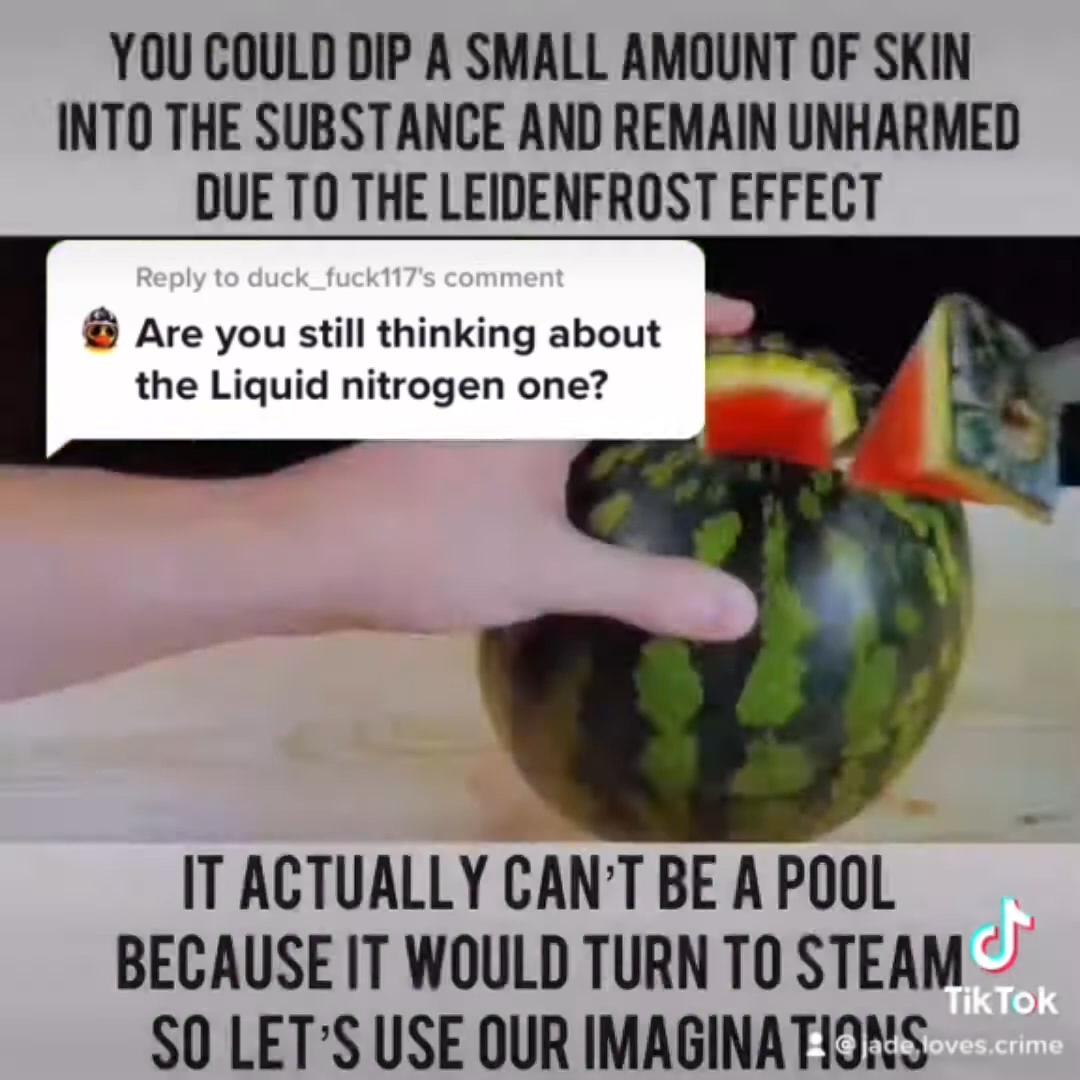 YOU COULD DIP A SMALL AMOUNT OF SKIN
INTO THE SUBSTANCE AND REMAIN UNHARMED
DUE TO THE LEIDENFROST EFFECT
Reply to duck_fuck117's comment
Are you still thinking about
the Liquid nitrogen one?
IT ACTUALLY CAN'T BE A POOL
BECAUSE IT WOULD TURN TO STEAM
SO LET'S USE OUR IMAGINATIONS
TikTok
@jade.loves.crime